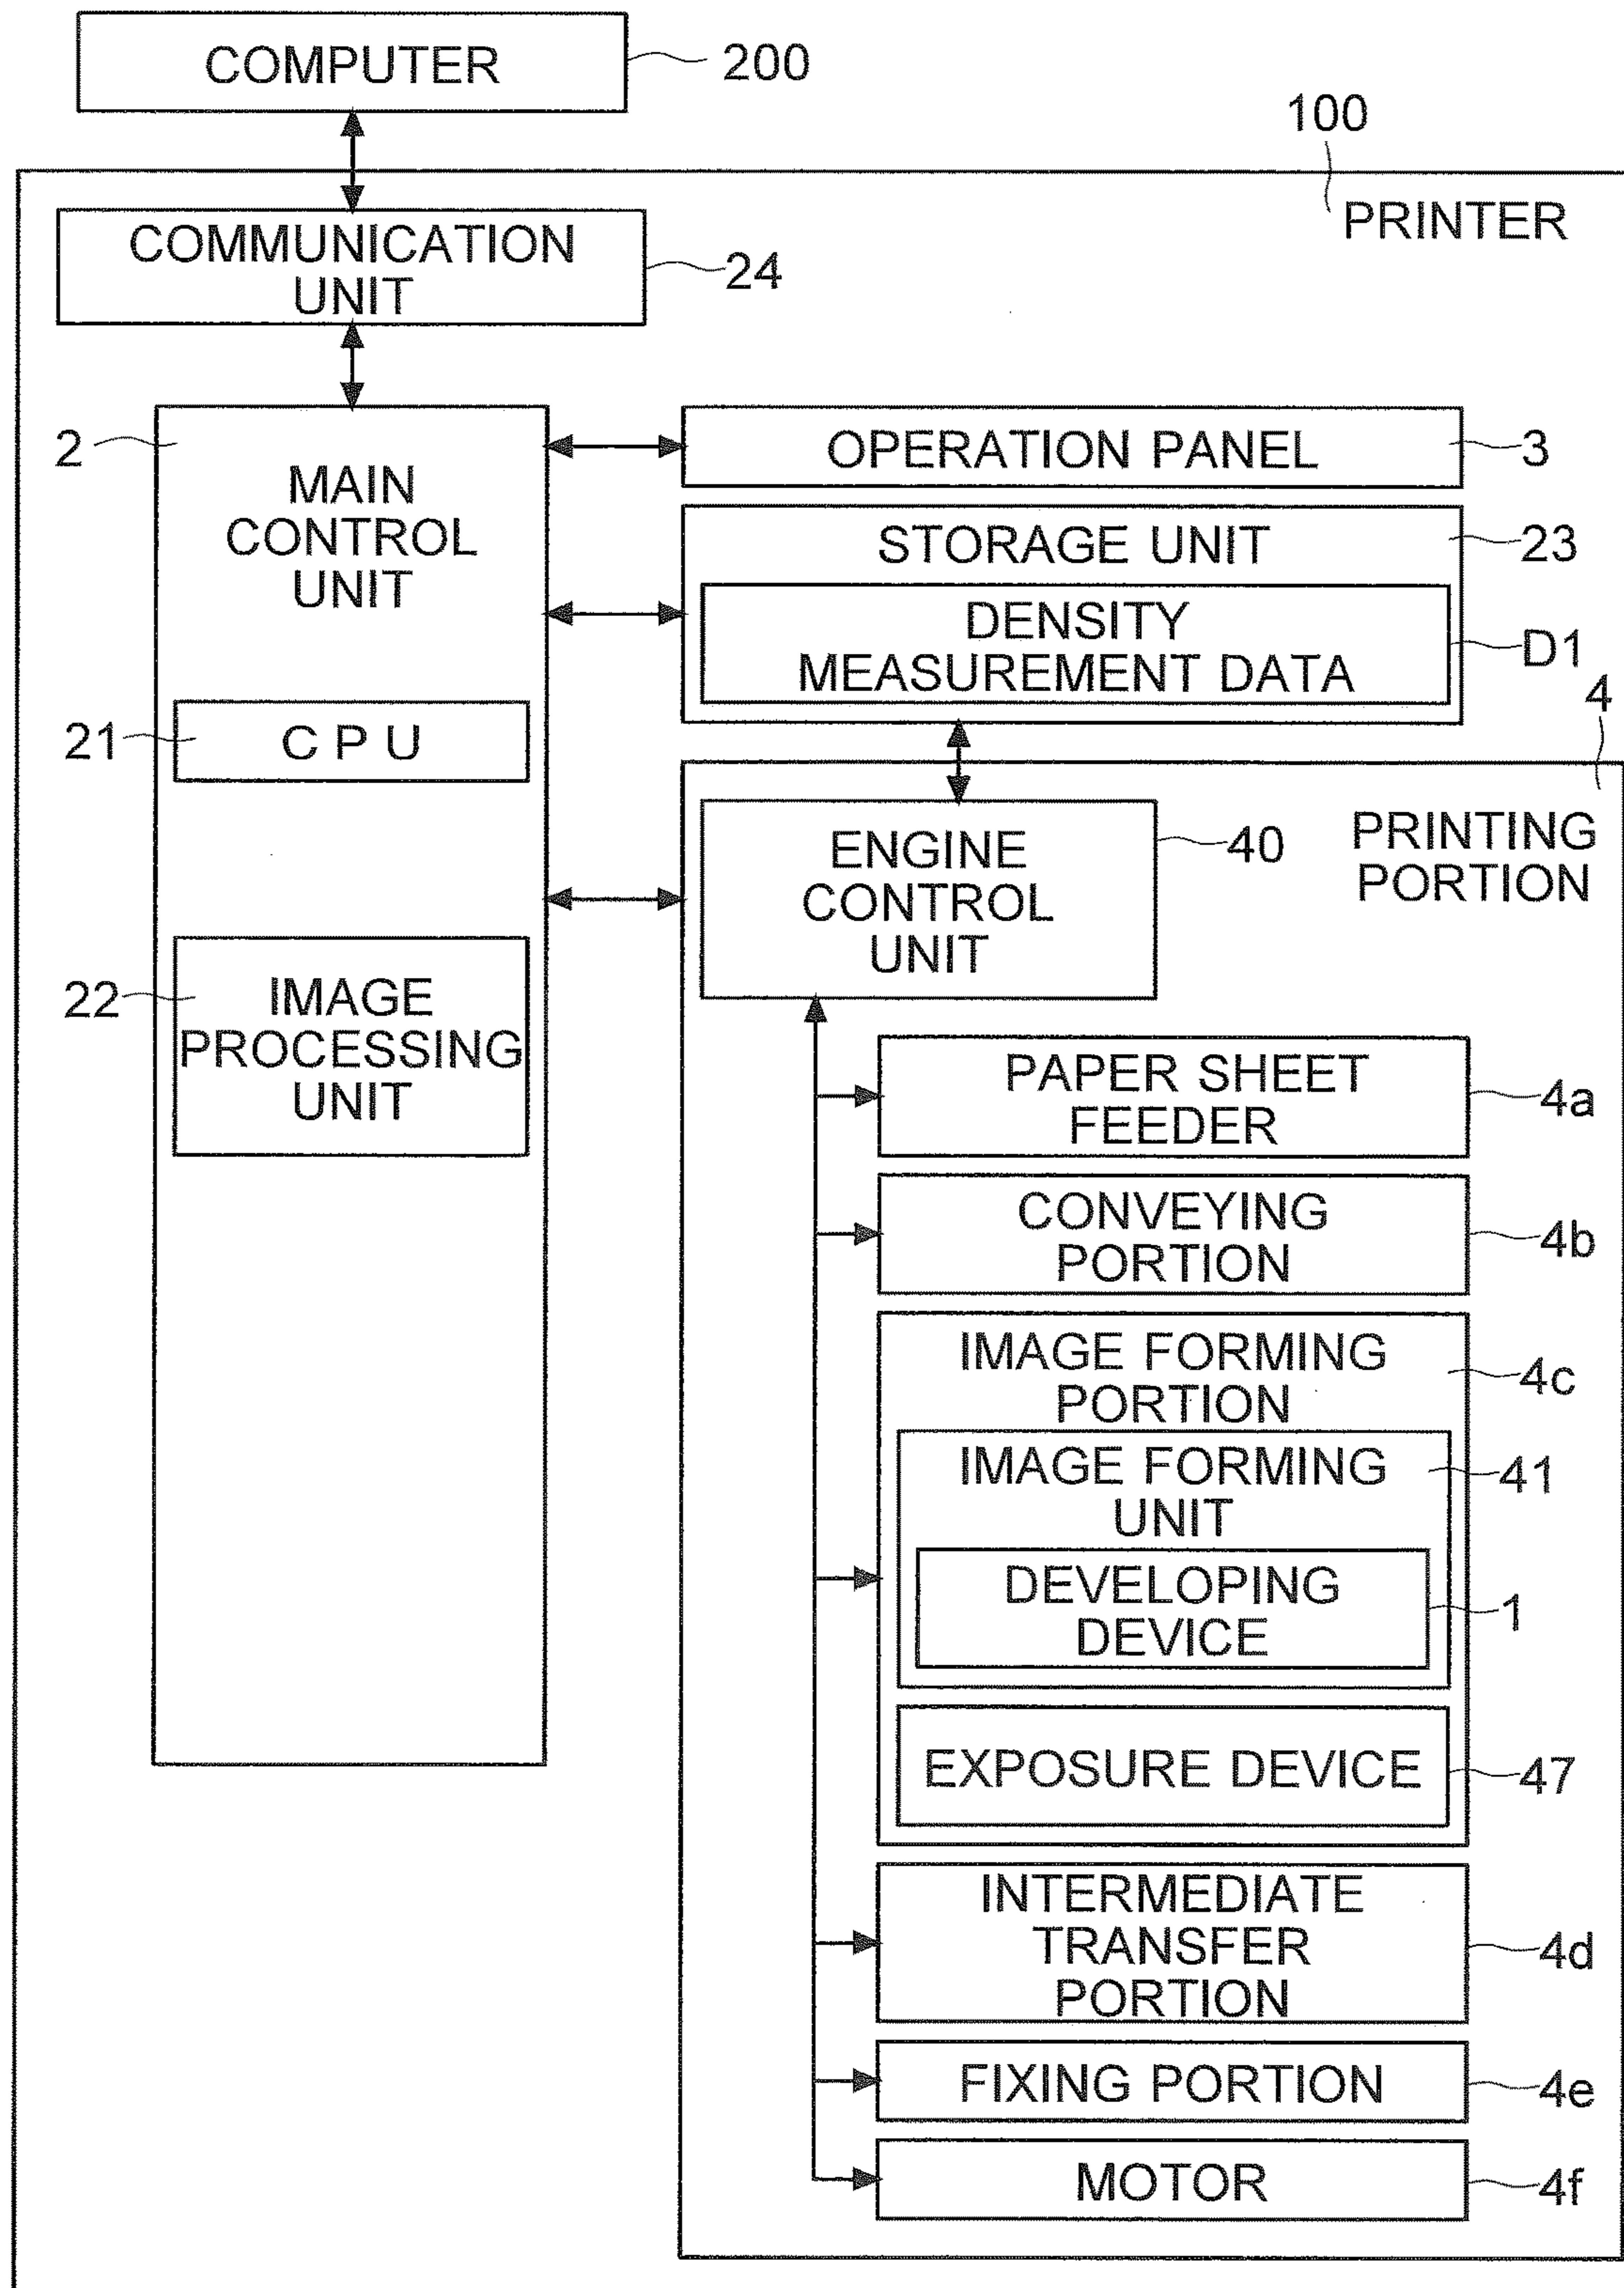 COMPUTER
200
100
PRINTER
COMMUNICATION
UNIT
24
2
MAIN
CONTROL
UNIT
OPERATION PANEL
3
STORAGE UNIT
23
DENSITY
MEASUREMENT DATA
D1
21
CPU
4
PRINTING
PORTION
ENGINE
CONTROL
UNIT
40
22
IMAGE
PROCESSING
UNIT
PAPER SHEET
FEEDER
4a
CONVEYING
PORTION
4b
IMAGE FORMING
PORTION
4c
IMAGE FORMING
UNIT
41
DEVELOPING
DEVICE
1
EXPOSURE DEVICE
47
INTERMEDIATE
TRANSFER
PORTION
4d
FIXING PORTION
4e
MOTOR
4f